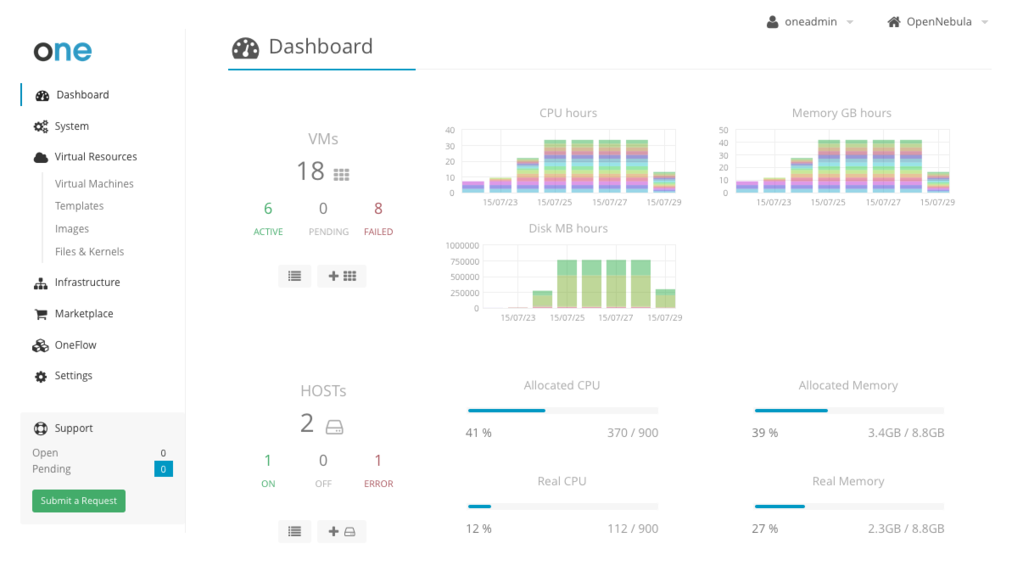 oneadmin
OpenNebula
one
Dashboard
Dashboard
System
Virtual Resources
Virtual Machines
Templates
Images
Files & Kernels
Infrastructure
Marketplace
OneFlow
Settings
Support
Open 0
Pending 0
Submit a Request
VMs
18
6 0 8
ACTIVE PENDING FAILED
CPU hours
40
30
20
10
0
15/07/23 15/07/25 15/07/27 15/07/29
Memory GB hours
50
40
30
20
10
0
15/07/23 15/07/25 15/07/27 15/07/29
Disk MB hours
1000000
750000
500000
250000
0
15/07/23 15/07/25 15/07/27 15/07/29
HOSTs
2
1 0 1
ON OFF ERROR
Allocated CPU
41 % 370 / 900
Allocated Memory
39 % 3.4GB / 8.8GB
Real CPU
12 % 112 / 900
Real Memory
27 % 2.3GB / 8.8GB